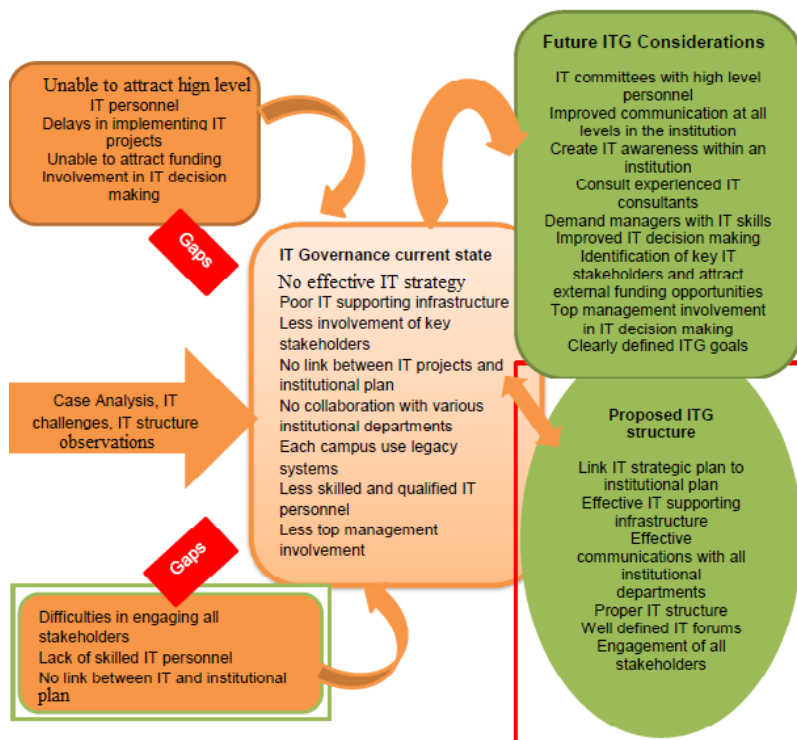 Unable to attract hign level
IT personnel
Delays in implementing IT
projects
Unable to attract funding
Involvement in IT decision
making
Gaps
Case Analysis, IT
challenges, IT structure
observations
Gaps
Difficulties in engaging all
stakeholders
Lack of skilled IT personnel
No link between IT and institutional
plan
IT Governance current state
No effective IT strategy
Poor IT supporting infrastructure
Less involvement of key
stakeholders
No link between IT projects and
institutional plan
No collaboration with various
institutional departments
Each campus use legacy
systems
Less skilled and qualified IT
personnel
Less top management
involvement
Future ITG Considerations
IT committees with high level
personnel
Improved communication at all
levels in the institution
Create IT awareness within an
institution
Consult experienced IT
consultants
Demand managers with IT skills
Improved IT decision making
Identification of key IT
stakeholders and attract
external funding opportunities
Top management involvement
in IT decision making
Clearly defined ITG goals
Proposed ITG
structure
Link IT strategic plan to
institutional plan
Effective IT supporting
infrastructure
Effective
communications with all
institutional
departments
Proper IT structure
Well defined IT forums
Engagement of all
stakeholders